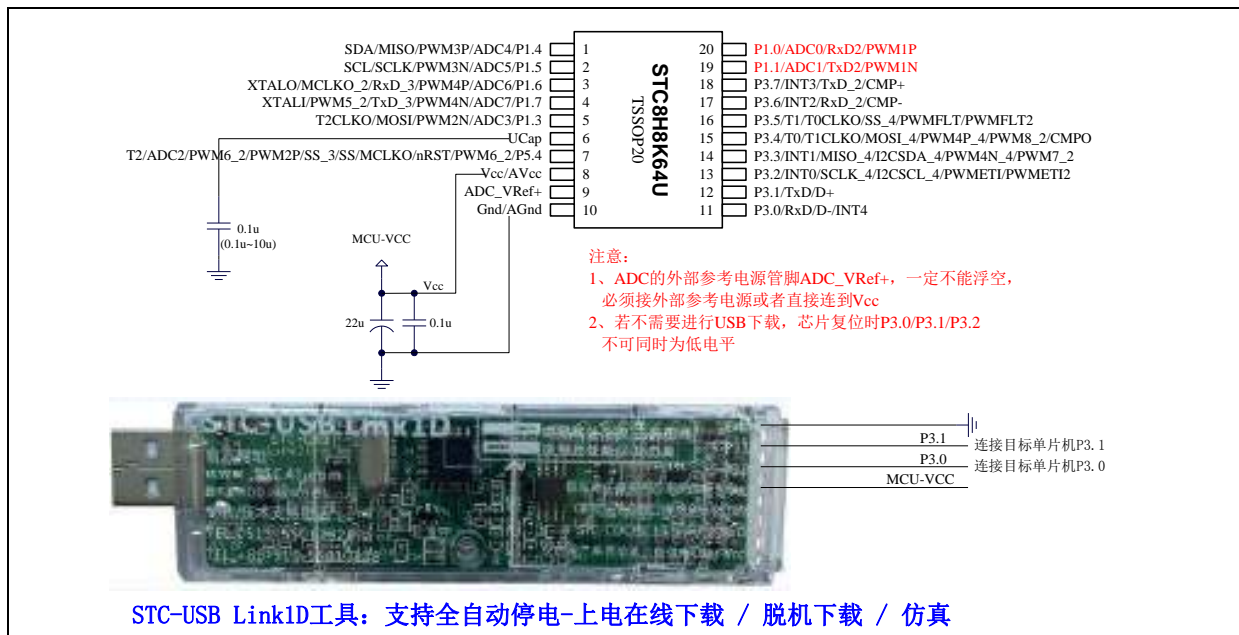 SDA/MISO/PWM3P/ADC4/P1.4 1
SCL/SCLK/PWM3N/ADC5/P1.5 2
XTALO/MCLKO_2/RxD_3/PWM4P/ADC6/P1.6 3
XTALI/PWM5_2/TxD_3/PWM4N/ADC7/P1.7 4
T2CLKO/MOSI/PWM2N/ADC3/P1.3 5
UCap 6
T2/ADC2/PWM6_2/PWM2P/SS_3/SS/MCLKO/nRST/PWM6_2/P5.4 7
Vcc/AVcc 8
ADC_VRef+ 9
Gnd/AGnd 10
STC8H8K64U
TSSOP20
20 P1.0/ADC0/RxD2/PWM1P
19 P1.1/ADC1/TxD2/PWM1N
18 P3.7/INT3/TxD_2/CMP+
17 P3.6/INT2/RxD_2/CMP-
16 P3.5/T1/T0CLKO/SS_4/PWMFLT/PWMFLT2
15 P3.4/T0/T1CLKO/MOSI_4/PWM4P_4/PWM8_2/CMPO
14 P3.3/INT1/MISO_4/I2CSDA_4/PWM4N_4/PWM7_2
13 P3.2/INT0/SCLK_4/I2CSCL_4/PWMETI/PWMETI2
12 P3.1/TxD/D+
11 P3.0/RxD/D-/INT4
0.1u
(0.1u~10u)
MCU-VCC
Vcc
22u
0.1u
注意：
1、ADC的外部参考电源管脚ADC_VRef+，一定不能浮空，
必须接外部参考电源或者直接连到Vcc
2、若不需要进行USB下载，芯片复位时P3.0/P3.1/P3.2
不可同时为低电平
STC-USB Link1D
P3.1 连接目标单片机P3.1
P3.0 连接目标单片机P3.0
MCU-VCC
STC-USB Link1D工具：支持全自动停电-上电在线下载 / 脱机下载 / 仿真